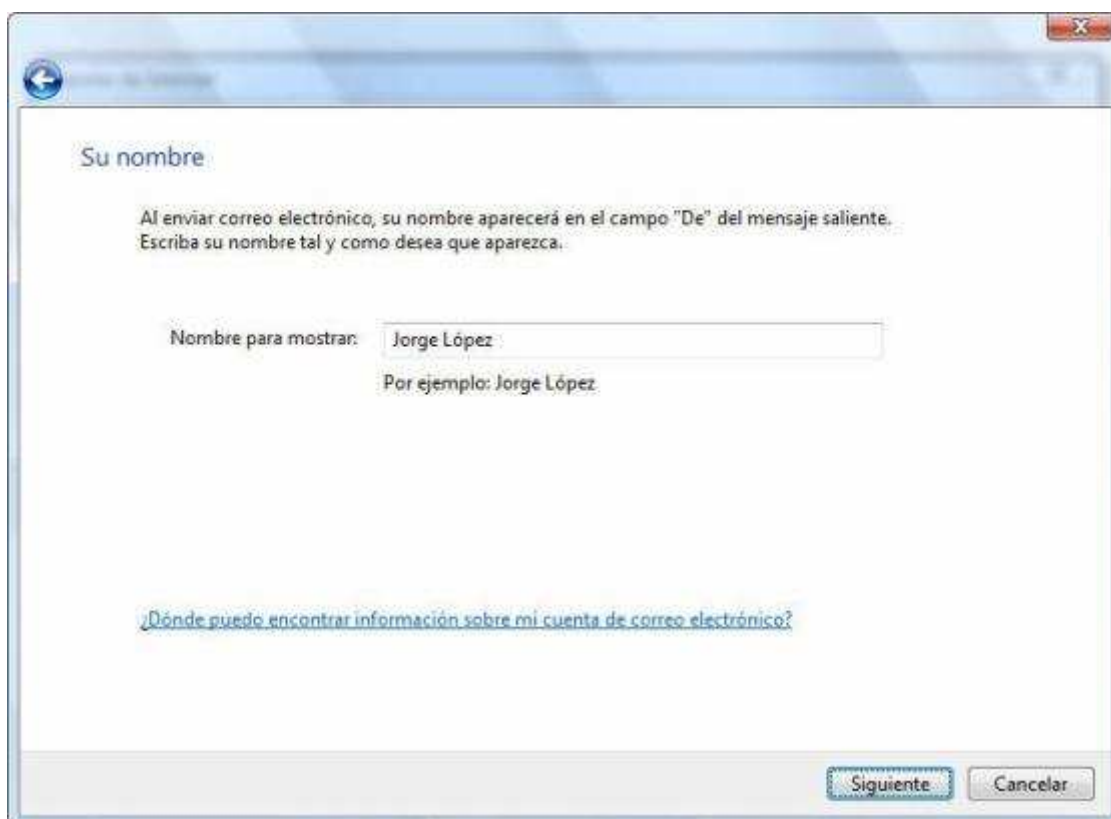 Su nombre
Al enviar correo electrónico, su nombre aparecerá en el campo "De" del mensaje saliente.
Escriba su nombre tal y como desea que aparezca.
Nombre para mostrar: Jorge López
Por ejemplo: Jorge López
¿Dónde puedo encontrar información sobre mi cuenta de correo electrónico?
Siguiente Cancelar